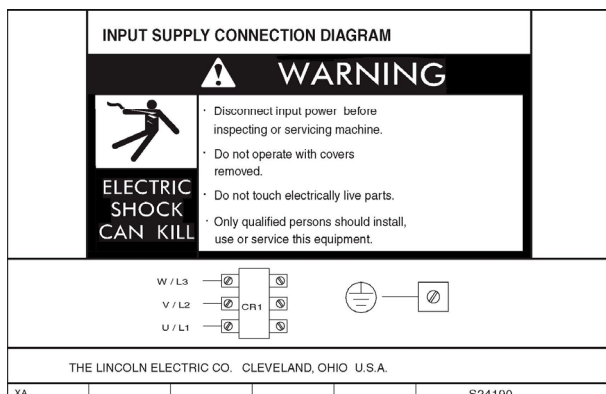 INPUT SUPPLY CONNECTION DIAGRAM
WARNING
ELECTRIC
SHOCK
CAN KILL
· Disconnect input power before
inspecting or servicing machine.
· Do not operate with covers
removed.
· Do not touch electrically live parts.
· Only qualified persons should install,
use or service this equipment.
W / L3
V / L2
CR1
U / L1
THE LINCOLN ELECTRIC CO. CLEVELAND, OHIO U.S.A.
XA
S24190